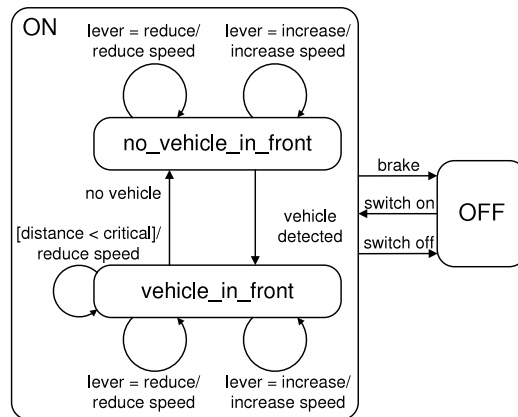 ON
lever = reduce/
reduce speed
lever = increase/
increase speed
no_vehicle_in_front
no vehicle
vehicle
detected
brake
switch on
switch off
OFF
[distance < critical]/
reduce speed
vehicle_in_front
lever = reduce/
reduce speed
lever = increase/
increase speed